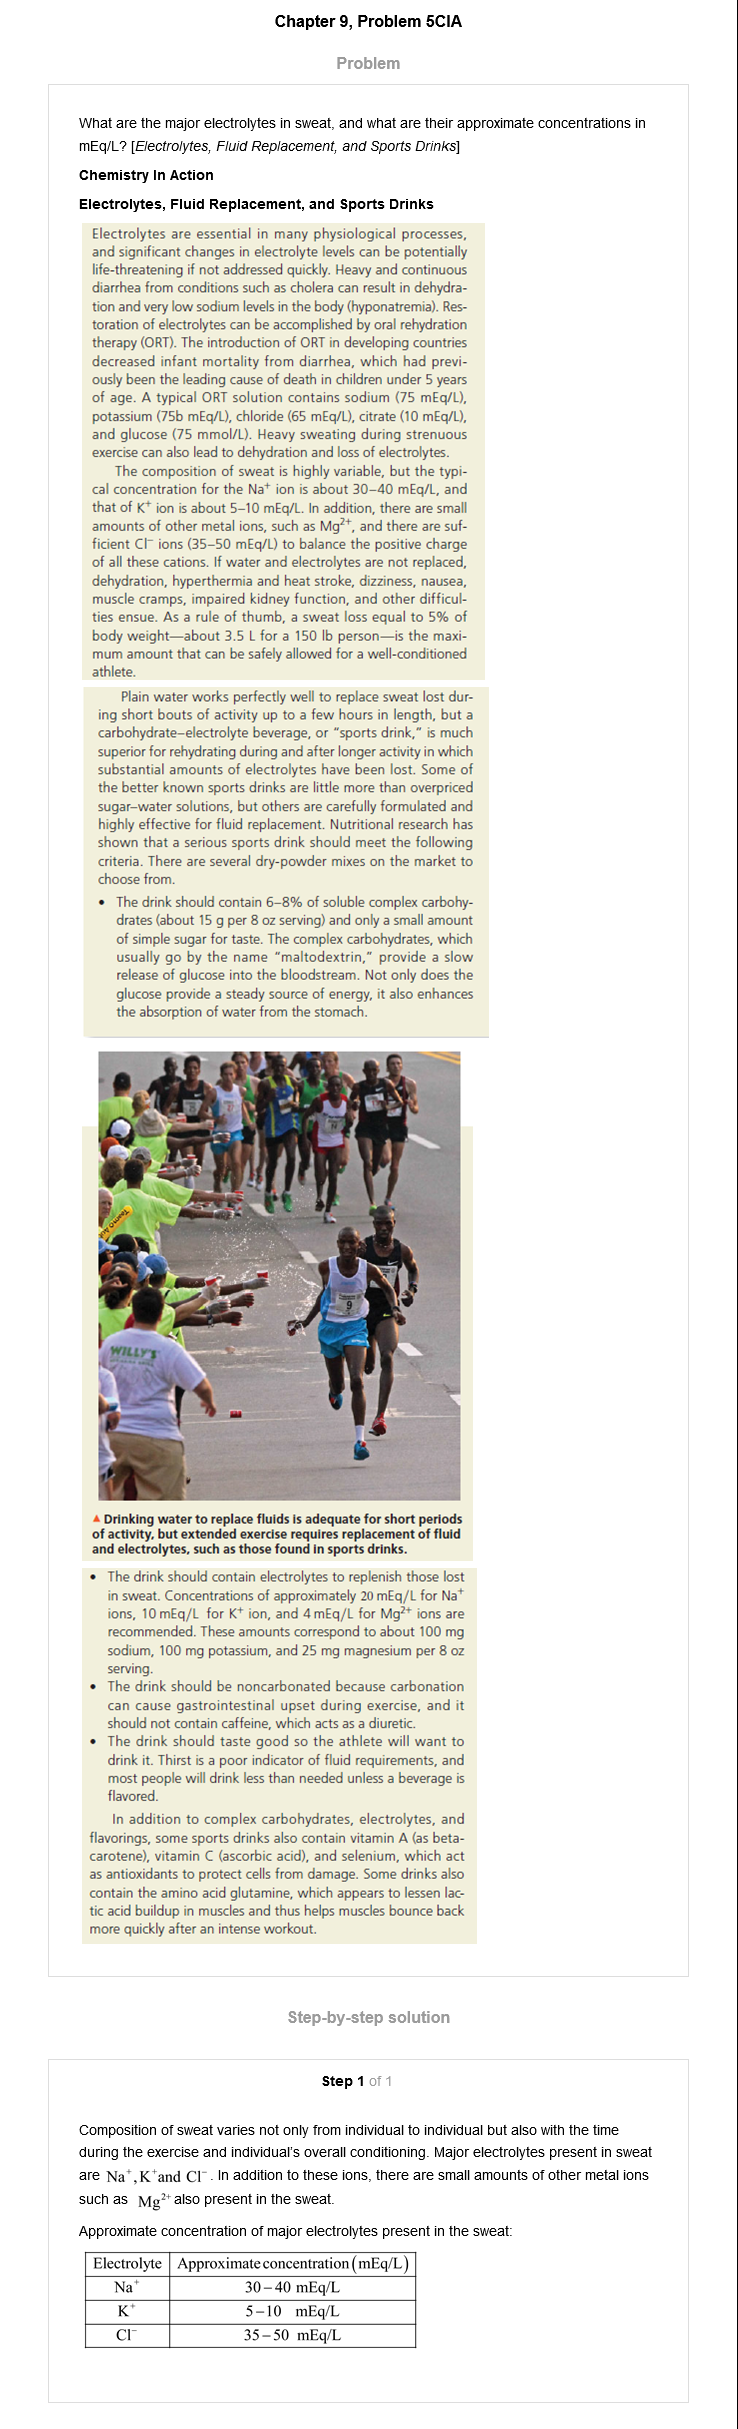 Chapter 9, Problem 5CIA
Problem
What are the major electrolytes in sweat, and what are their approximate concentrations in
mEq/L? [Electrolytes, Fluid Replacement, and Sports Drinks]
Chemistry In Action
Electrolytes, Fluid Replacement, and Sports Drinks
Electrolytes are essential in many physiological processes,
and significant changes in electrolyte levels can be potentially
life-threatening if not addressed quickly. Heavy and continuous
diarrhea from conditions such as cholera can result in dehydra-
tion and very low sodium levels in the body (hyponatremia). Res-
toration of electrolytes can be accomplished by oral rehydration
therapy (ORT). The introduction of ORT in developing countries
decreased infant mortality from diarrhea, which had previ-
ously been the leading cause of death in children under 5 years
of age. A typical ORT solution contains sodium (75 mEq/L),
potassium (75b mEq/L), chloride (65 mEq/L), citrate (10 mEq/L),
and glucose (75 mmol/L). Heavy sweating during strenuous
exercise can also lead to dehydration and loss of electrolytes.
The composition of sweat is highly variable, but the typi-
cal concentration for the Na⁺ ion is about 30–40 mEq/L, and
that of K⁺ ion is about 5–10 mEq/L. In addition, there are small
amounts of other metal ions, such as Mg²⁺, and there are suf-
ficient Cl⁻ ions (35–50 mEq/L) to balance the positive charge
of all these cations. If water and electrolytes are not replaced,
dehydration, hyperthermia and heat stroke, dizziness, nausea,
muscle cramps, impaired kidney function, and other difficul-
ties ensue. As a rule of thumb, a sweat loss equal to 5% of
body weight—about 3.5 L for a 150 lb person—is the maxi-
mum amount that can be safely allowed for a well-conditioned
athlete.
Plain water works perfectly well to replace sweat lost dur-
ing short bouts of activity up to a few hours in length, but a
carbohydrate–electrolyte beverage, or “sports drink,” is much
superior for rehydrating during and after longer activity in which
substantial amounts of electrolytes have been lost. Some of
the better known sports drinks are little more than overpriced
sugar–water solutions, but others are carefully formulated and
highly effective for fluid replacement. Nutritional research has
shown that a serious sports drink should meet the following
criteria. There are several dry-powder mixes on the market to
choose from.
• The drink should contain 6–8% of soluble complex carbohy-
drates (about 15 g per 8 oz serving) and only a small amount
of simple sugar for taste. The complex carbohydrates, which
usually go by the name “maltodextrin,” provide a slow
release of glucose into the bloodstream. Not only does the
glucose provide a steady source of energy, it also enhances
the absorption of water from the stomach.
9
WILLY'S
▲ Drinking water to replace fluids is adequate for short periods
of activity, but extended exercise requires replacement of fluid
and electrolytes, such as those found in sports drinks.
• The drink should contain electrolytes to replenish those lost
in sweat. Concentrations of approximately 20 mEq/L for Na⁺
ions, 10 mEq/L for K⁺ ion, and 4 mEq/L for Mg²⁺ ions are
recommended. These amounts correspond to about 100 mg
sodium, 100 mg potassium, and 25 mg magnesium per 8 oz
serving.
• The drink should be noncarbonated because carbonation
can cause gastrointestinal upset during exercise, and it
should not contain caffeine, which acts as a diuretic.
• The drink should taste good so the athlete will want to
drink it. Thirst is a poor indicator of fluid requirements, and
most people will drink less than needed unless a beverage is
flavored.
In addition to complex carbohydrates, electrolytes, and
flavorings, some sports drinks also contain vitamin A (as beta-
carotene), vitamin C (ascorbic acid), and selenium, which act
as antioxidants to protect cells from damage. Some drinks also
contain the amino acid glutamine, which appears to lessen lac-
tic acid buildup in muscles and thus helps muscles bounce back
more quickly after an intense workout.
Step-by-step solution
Step 1 of 1
Composition of sweat varies not only from individual to individual but also with the time
during the exercise and individual's overall conditioning. Major electrolytes present in sweat
are Na⁺,K⁺and Cl⁻. In addition to these ions, there are small amounts of other metal ions
such as Mg²⁺ also present in the sweat.
Approximate concentration of major electrolytes present in the sweat:
Electrolyte Approximate concentration (mEq/L)
Na⁺ 30–40 mEq/L
K⁺ 5–10 mEq/L
Cl⁻ 35–50 mEq/L